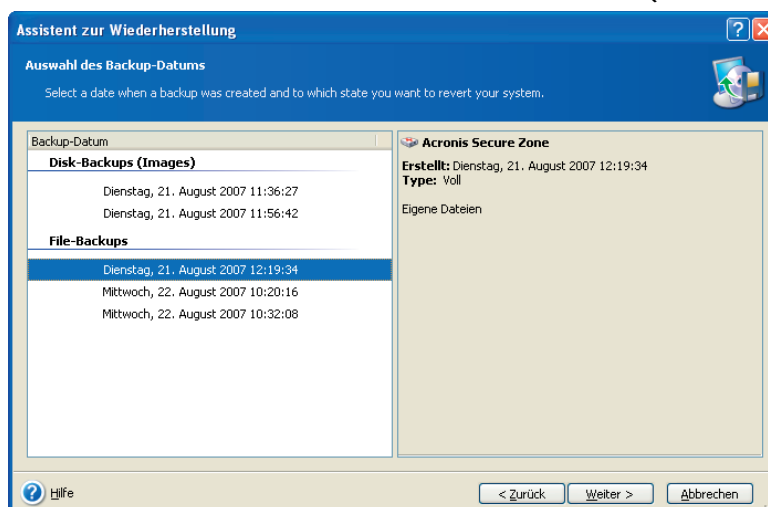 Assistent zur Wiederherstellung
Auswahl des Backup-Datums
Select a date when a backup was created and to which state you want to revert your system.
Backup-Datum
Disk-Backups (Images)
Dienstag, 21. August 2007 11:36:27
Dienstag, 21. August 2007 11:56:42
File-Backups
Dienstag, 21. August 2007 12:19:34
Mittwoch, 22. August 2007 10:20:16
Mittwoch, 22. August 2007 10:32:08
Acronis Secure Zone
Erstellt: Dienstag, 21. August 2007 12:19:34
Type: Voll
Eigene Dateien
Hilfe
< Zurück
Weiter >
Abbrechen